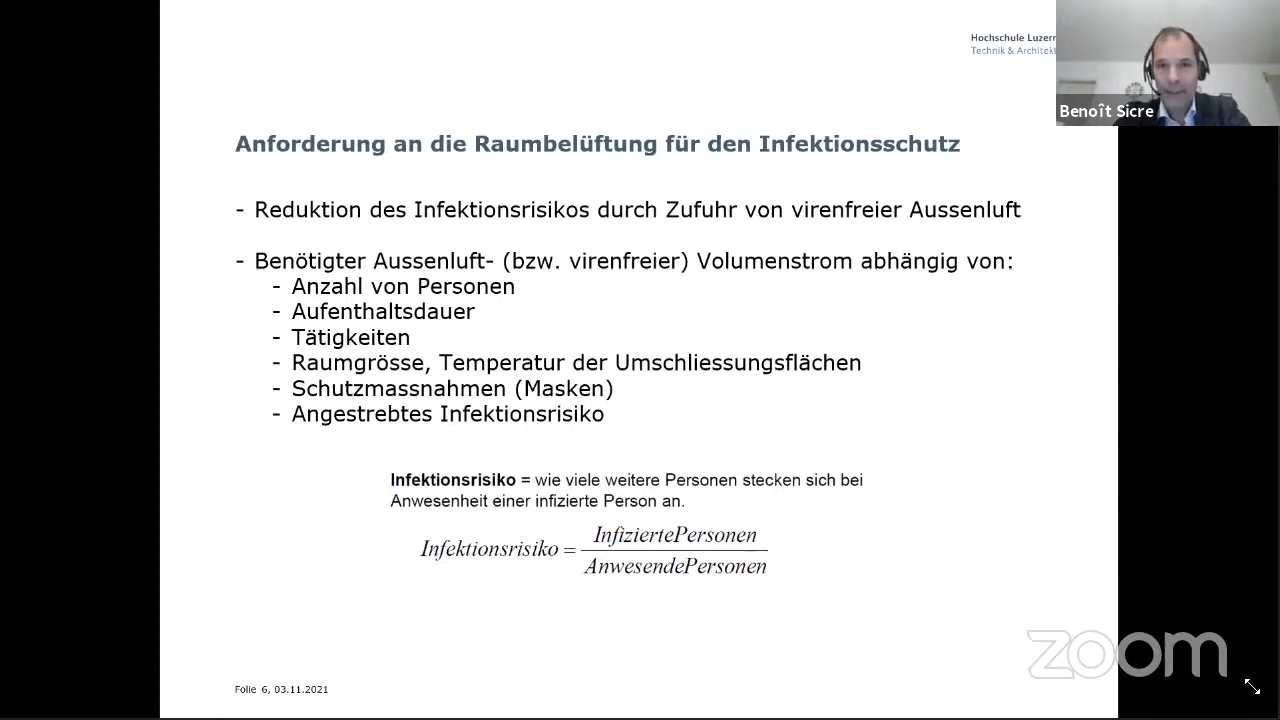 Hochschule Luzern
Technik & Architekt
Benoît Sicre
Anforderung an die Raumbelüftung für den Infektionsschutz
- Reduktion des Infektionsrisikos durch Zufuhr von virenfreier Aussenluft
- Benötigter Aussenluft- (bzw. virenfreier) Volumenstrom abhängig von:
- Anzahl von Personen
- Aufenthaltsdauer
- Tätigkeiten
- Raumgrösse, Temperatur der Umschliessungsflächen
- Schutzmassnahmen (Masken)
- Angestrebtes Infektionsrisiko
Infektionsrisiko = wie viele weitere Personen stecken sich bei
Anwesenheit einer infizierte Person an.
Infektionsrisiko = InfiziertePersonen
AnwesendePersonen
zoom
Folie 6, 03.11.2021